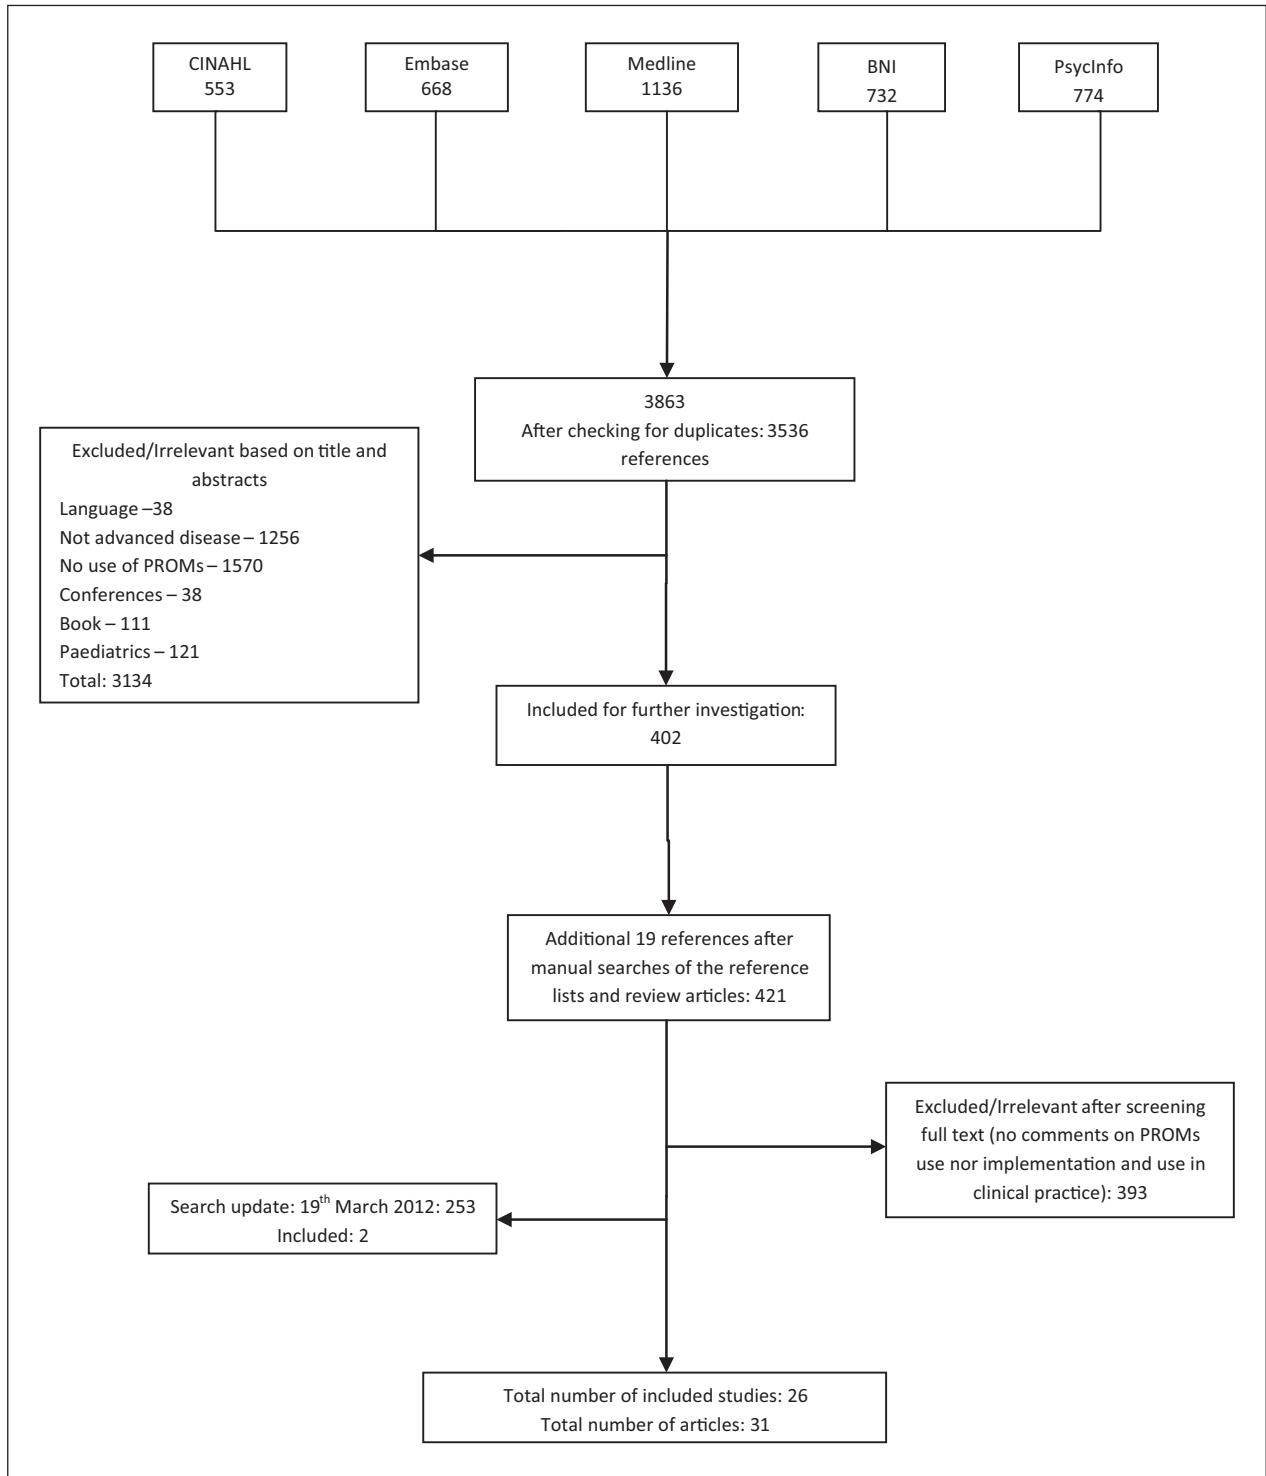 CINAHL
553
Embase
668
Medline
1136
BNI
732
PsycInfo
774
3863
After checking for duplicates: 3536
references
Excluded/Irrelevant based on title and
abstracts
Language –38
Not advanced disease – 1256
No use of PROMs – 1570
Conferences – 38
Book – 111
Paediatrics – 121
Total: 3134
Included for further investigation:
402
Additional 19 references after
manual searches of the reference
lists and review articles: 421
Excluded/Irrelevant after screening
full text (no comments on PROMs
use nor implementation and use in
clinical practice): 393
Search update: 19th March 2012: 253
Included: 2
Total number of included studies: 26
Total number of articles: 31